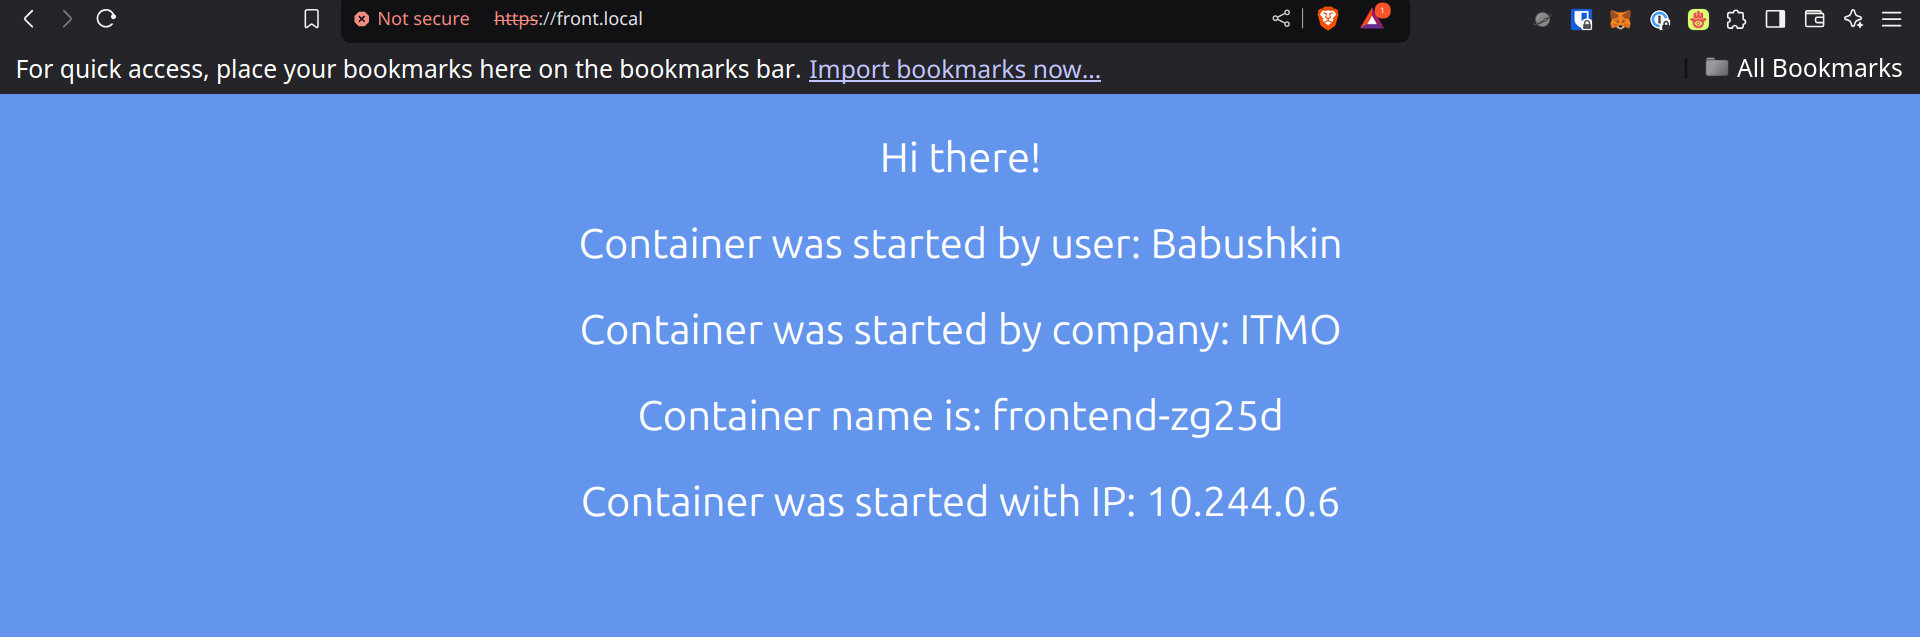 Not secure https://front.local
1
For quick access, place your bookmarks here on the bookmarks bar. Import bookmarks now... All Bookmarks
Hi there!
Container was started by user: Babushkin
Container was started by company: ITMO
Container name is: frontend-zg25d
Container was started with IP: 10.244.0.6